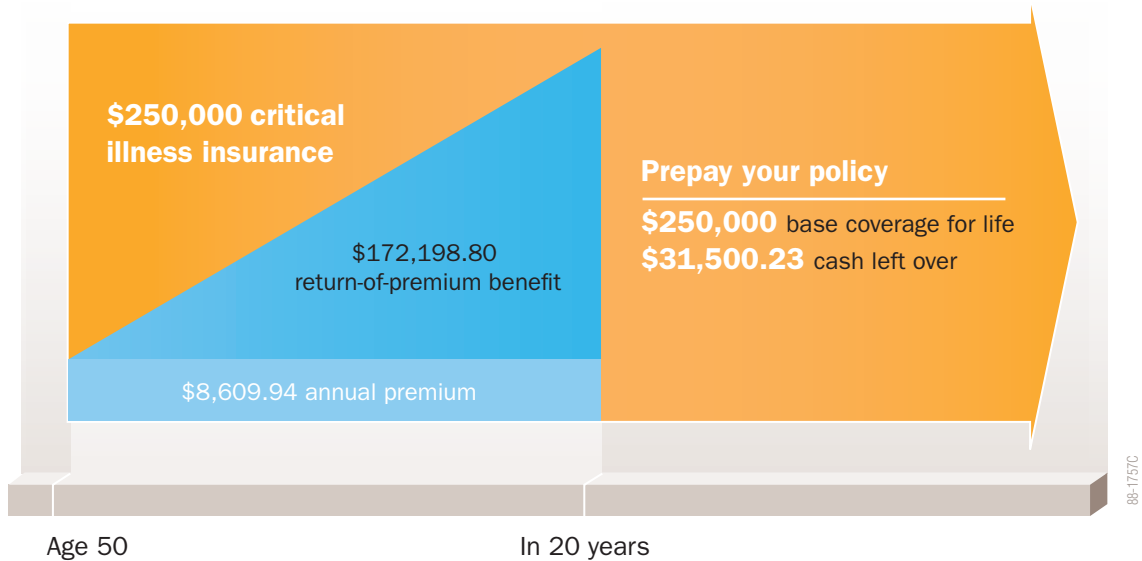 $250,000 critical
illness insurance
$172,198.80
return-of-premium benefit
$8,609.94 annual premium
Prepay your policy
$250,000 base coverage for life
$31,500.23 cash left over
88-1757C
Age 50
In 20 years